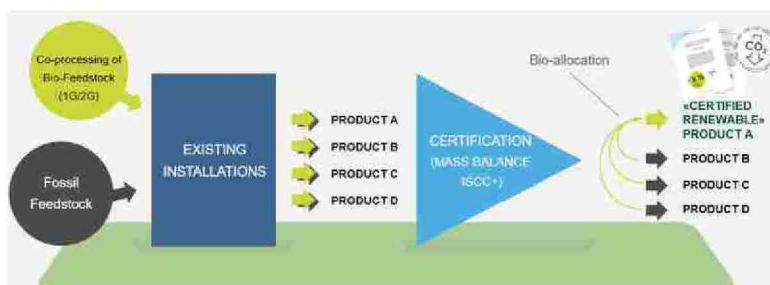 Co-processing of
Bio-Feedstock
(1G/2G)
Fossil
Feedstock
EXISTING
INSTALLATIONS
PRODUCT A
PRODUCT B
PRODUCT C
PRODUCT D
CERTIFICATION
(MASS BALANCE
ISCC+)
Bio-allocation
CO₂
«CERTIFIED
RENEWABLE»
PRODUCT A
PRODUCT B
PRODUCT C
PRODUCT D